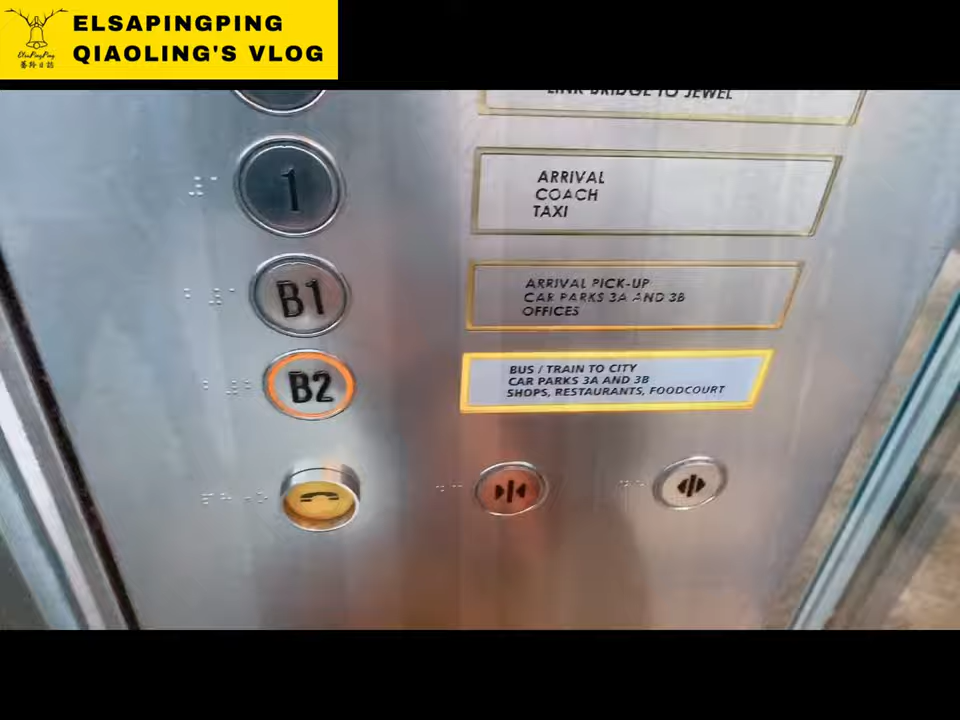 ELSAPINGPING
QIAOLING'S VLOG
ElsaPingPing
LINK BRIDGE TO JEWEL
1
ARRIVAL
COACH
TAXI
B1
ARRIVAL PICK-UP
CAR PARKS 3A AND 3B
OFFICES
B2
BUS / TRAIN TO CITY
CAR PARKS 3A AND 3B
SHOPS, RESTAURANTS, FOODCOURT